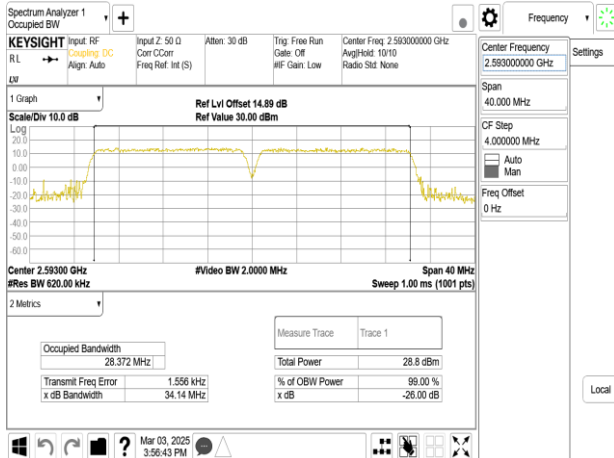 Spectrum Analyzer 1
Occupied BW
Frequency
KEYSIGHT
RL
LXI
Input: RF
Coupling: DC
Align: Auto
Input Z: 50 Ω
Corr CCorr
Freq Ref: Int (S)
Atten: 30 dB
Trig: Free Run
Gate: Off
#IF Gain: Low
Center Freq: 2.593000000 GHz
Avg|Hold: 10/10
Radio Std: None
Center Frequency
2.593000000 GHz
Settings
Span
40.000 MHz
CF Step
4.000000 MHz
Auto
Man
Freq Offset
0 Hz
Local
1 Graph
Scale/Div 10.0 dB
Ref Lvl Offset 14.89 dB
Ref Value 30.00 dBm
Log
20.0
10.0
0.00
-10.0
-20.0
-30.0
-40.0
-50.0
-60.0
Center 2.59300 GHz
#Video BW 2.0000 MHz
Span 40 MHz
#Res BW 620.00 kHz
Sweep 1.00 ms (1001 pts)
2 Metrics
Measure Trace
Trace 1
Occupied Bandwidth
28.372 MHz
Total Power
28.8 dBm
Transmit Freq Error
1.556 kHz
% of OBW Power
99.00 %
x dB Bandwidth
34.14 MHz
x dB
-26.00 dB
?
Mar 03, 2025
3:56:43 PM